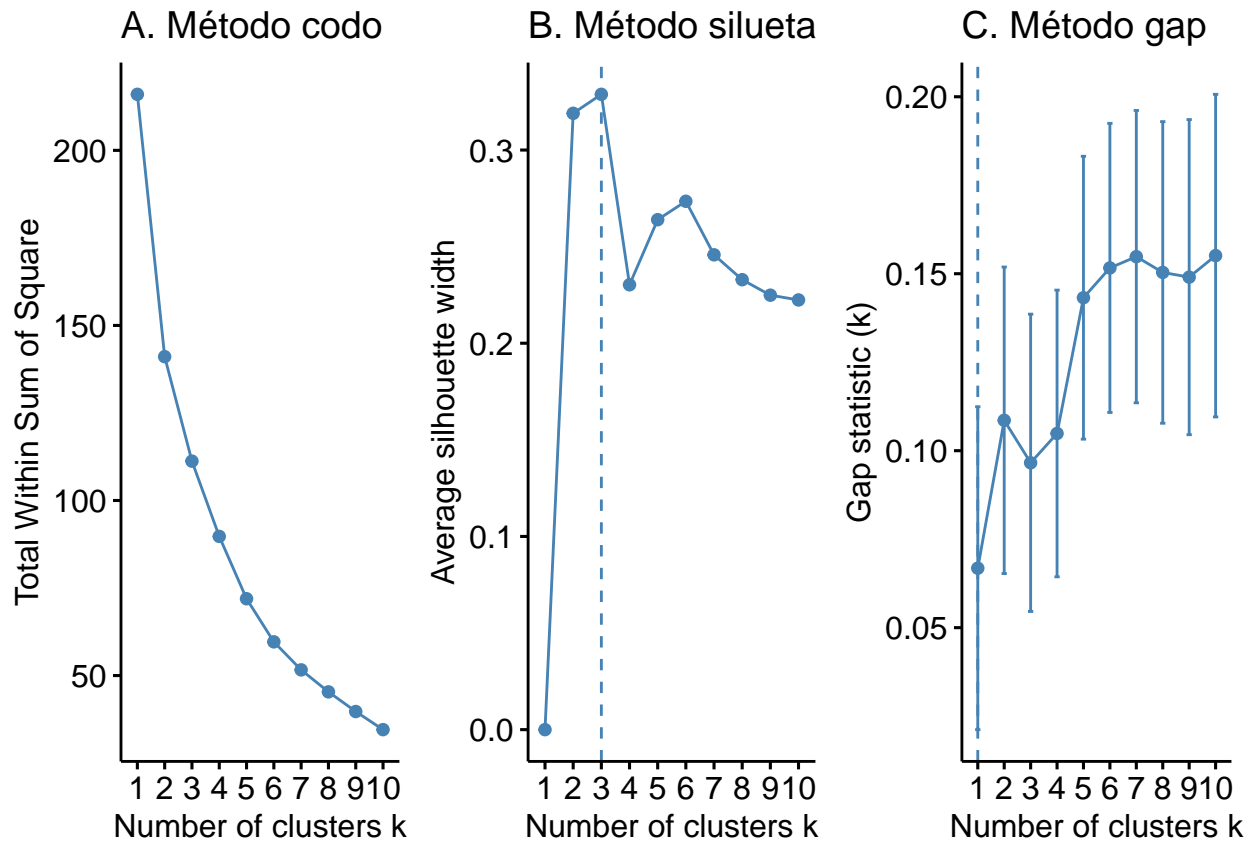 A. Método codo
B. Método silueta
C. Método gap
Total Within Sum of Square
200
150
100
50
1 2 3 4 5 6 7 8 910
Number of clusters k
Average silhouette width
0.3
0.2
0.1
0.0
1 2 3 4 5 6 7 8 910
Number of clusters k
Gap statistic (k)
0.20
0.15
0.10
0.05
1 2 3 4 5 6 7 8 910
Number of clusters k